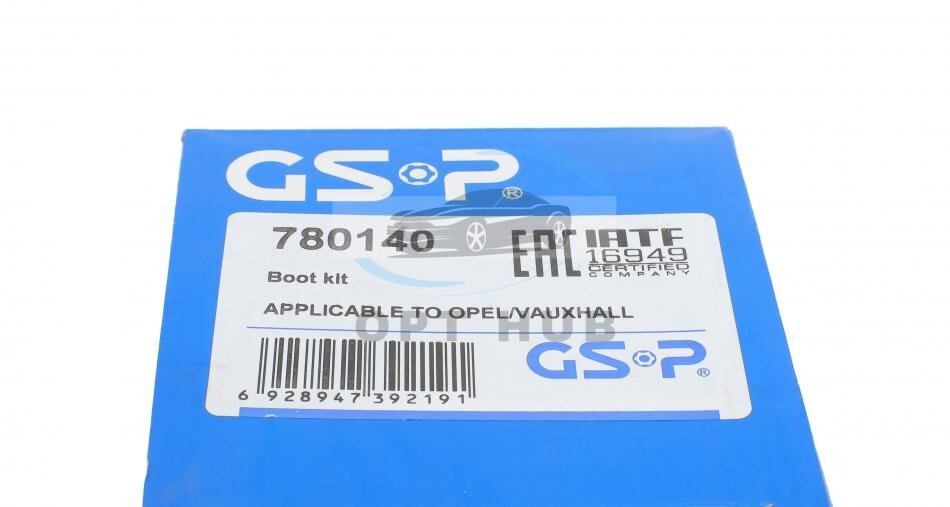 GSP®
780140
EAC IATF
16949
CERTIFIED
COMPANY
Boot kit
APPLICABLE TO OPEL/VAUXHALL
OPT HUB
GSP®
6 928947 392191